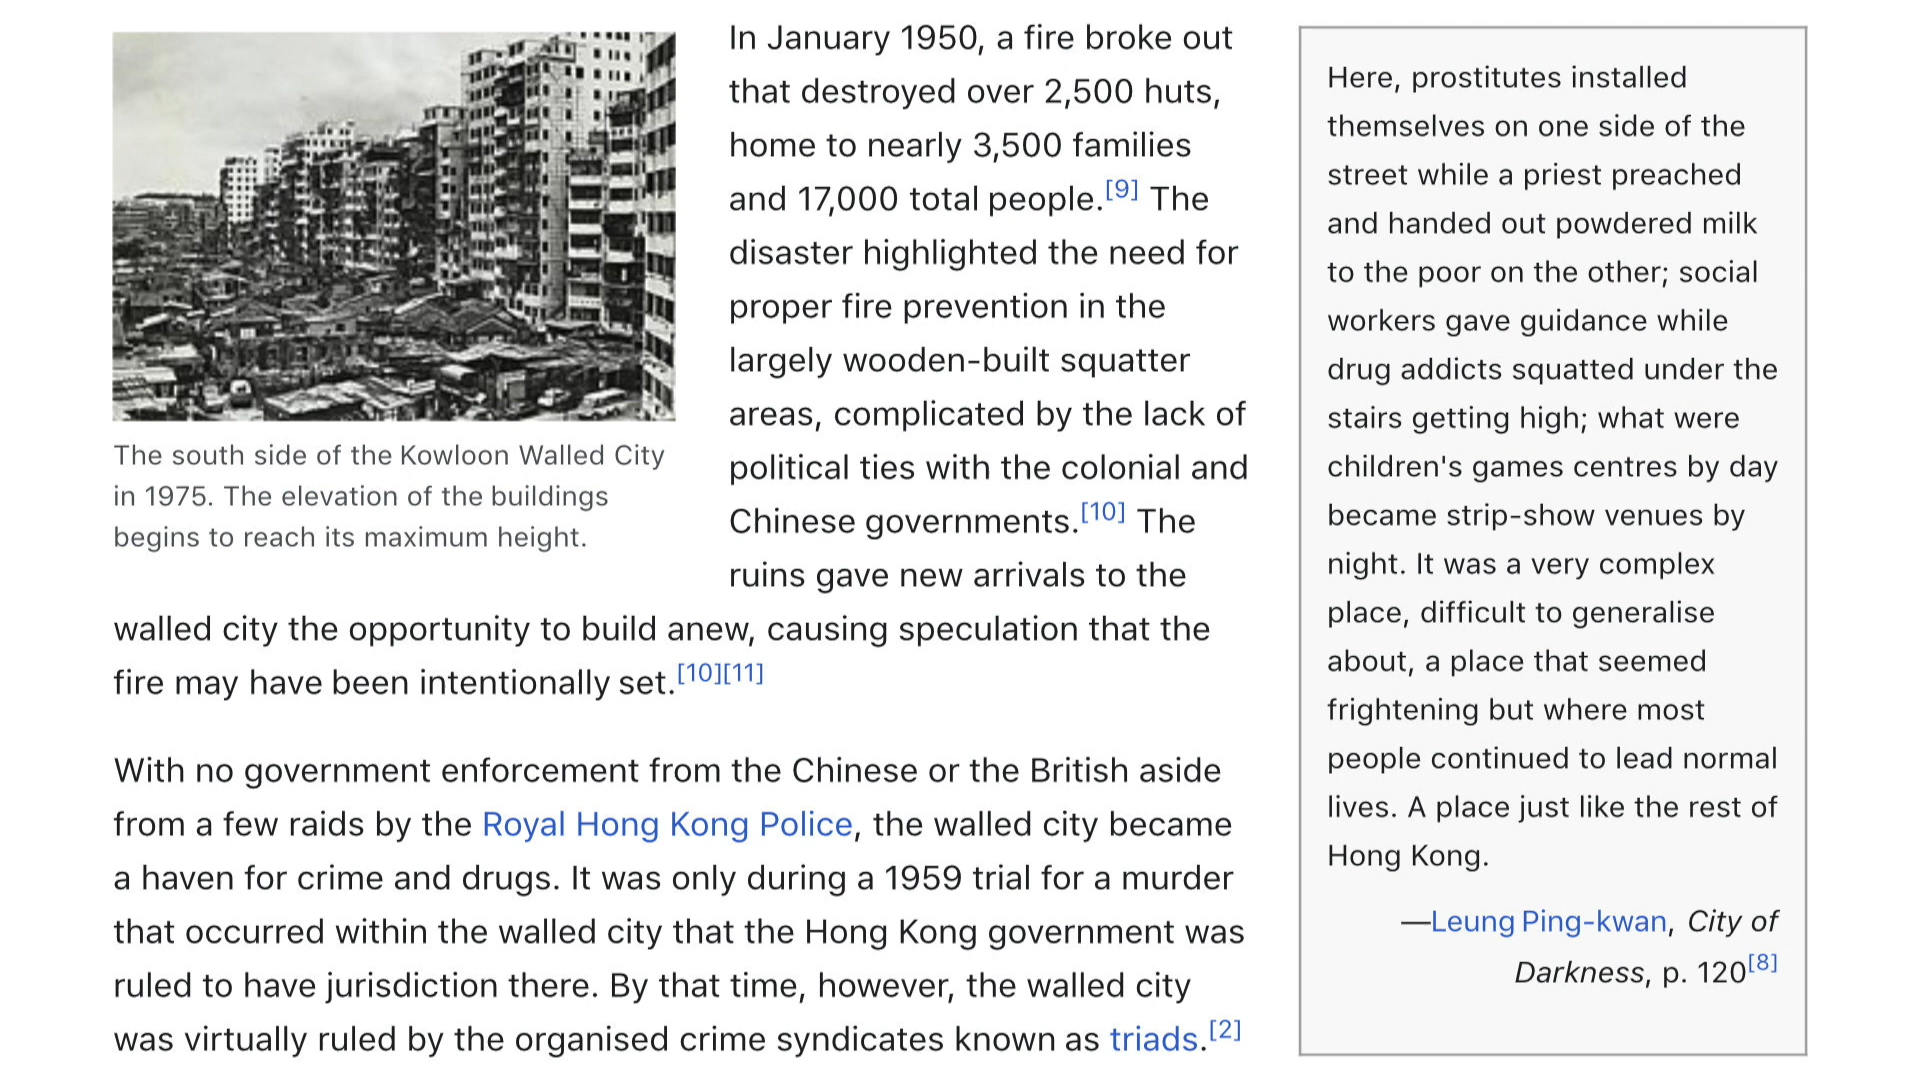 In January 1950, a fire broke out
that destroyed over 2,500 huts,
home to nearly 3,500 families
and 17,000 total people.[9] The
disaster highlighted the need for
proper fire prevention in the
largely wooden-built squatter
areas, complicated by the lack of
political ties with the colonial and
Chinese governments.[10] The
ruins gave new arrivals to the
walled city the opportunity to build anew, causing speculation that the
fire may have been intentionally set.[10][11]
The south side of the Kowloon Walled City
in 1975. The elevation of the buildings
begins to reach its maximum height.
With no government enforcement from the Chinese or the British aside
from a few raids by the Royal Hong Kong Police, the walled city became
a haven for crime and drugs. It was only during a 1959 trial for a murder
that occurred within the walled city that the Hong Kong government was
ruled to have jurisdiction there. By that time, however, the walled city
was virtually ruled by the organised crime syndicates known as triads.[2]
Here, prostitutes installed
themselves on one side of the
street while a priest preached
and handed out powdered milk
to the poor on the other; social
workers gave guidance while
drug addicts squatted under the
stairs getting high; what were
children's games centres by day
became strip-show venues by
night. It was a very complex
place, difficult to generalise
about, a place that seemed
frightening but where most
people continued to lead normal
lives. A place just like the rest of
Hong Kong.
—Leung Ping-kwan, City of
Darkness, p. 120[8]